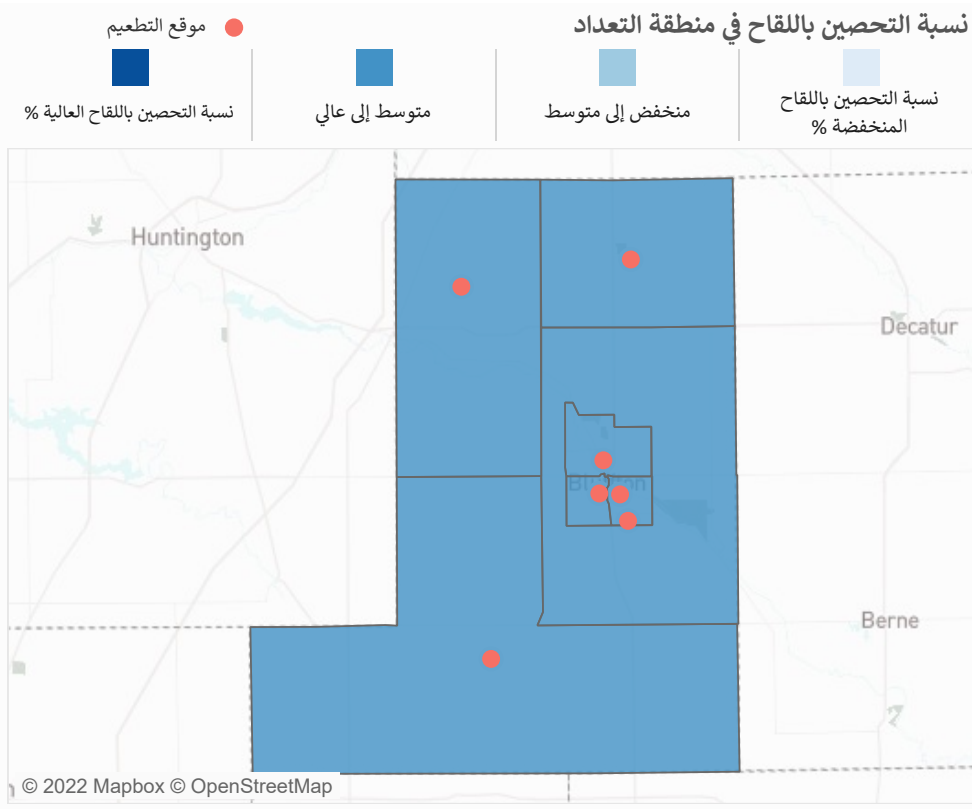 نسبة التحصين باللقاح في منطقة التعداد
موقع التطعيم
نسبة التحصين باللقاح
المنخفضة %
منخفض إلى متوسط
متوسط إلى عالي
نسبة التحصين باللقاح العالية %
Huntington
Decatur
Bluffton
Berne
© 2022 Mapbox © OpenStreetMap